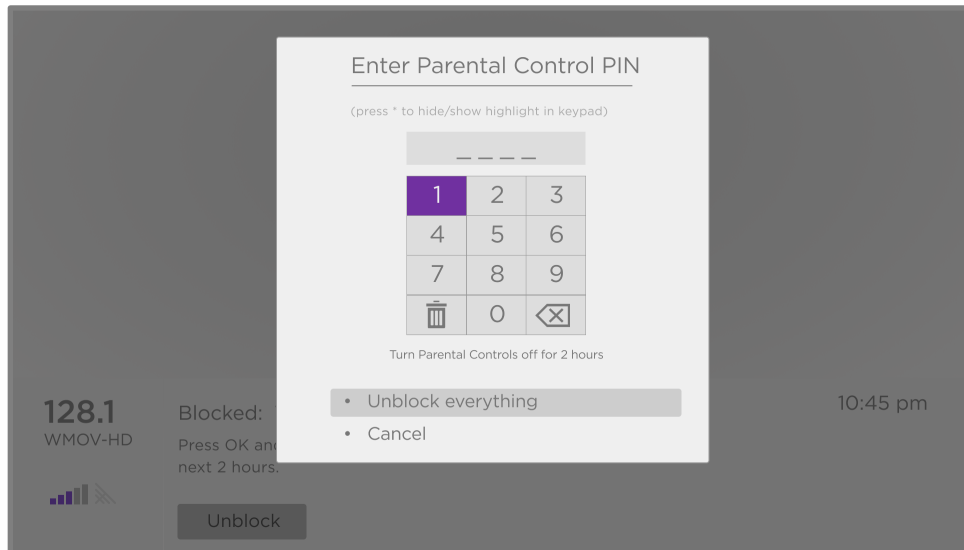 Enter Parental Control PIN
(press * to hide/show highlight in keypad)
_ _ _ _
1 2 3
4 5 6
7 8 9
0
Turn Parental Controls off for 2 hours
• Unblock everything
• Cancel
128.1
WMOV-HD
Blocked:
Press OK and
next 2 hours.
Unblock
10:45 pm